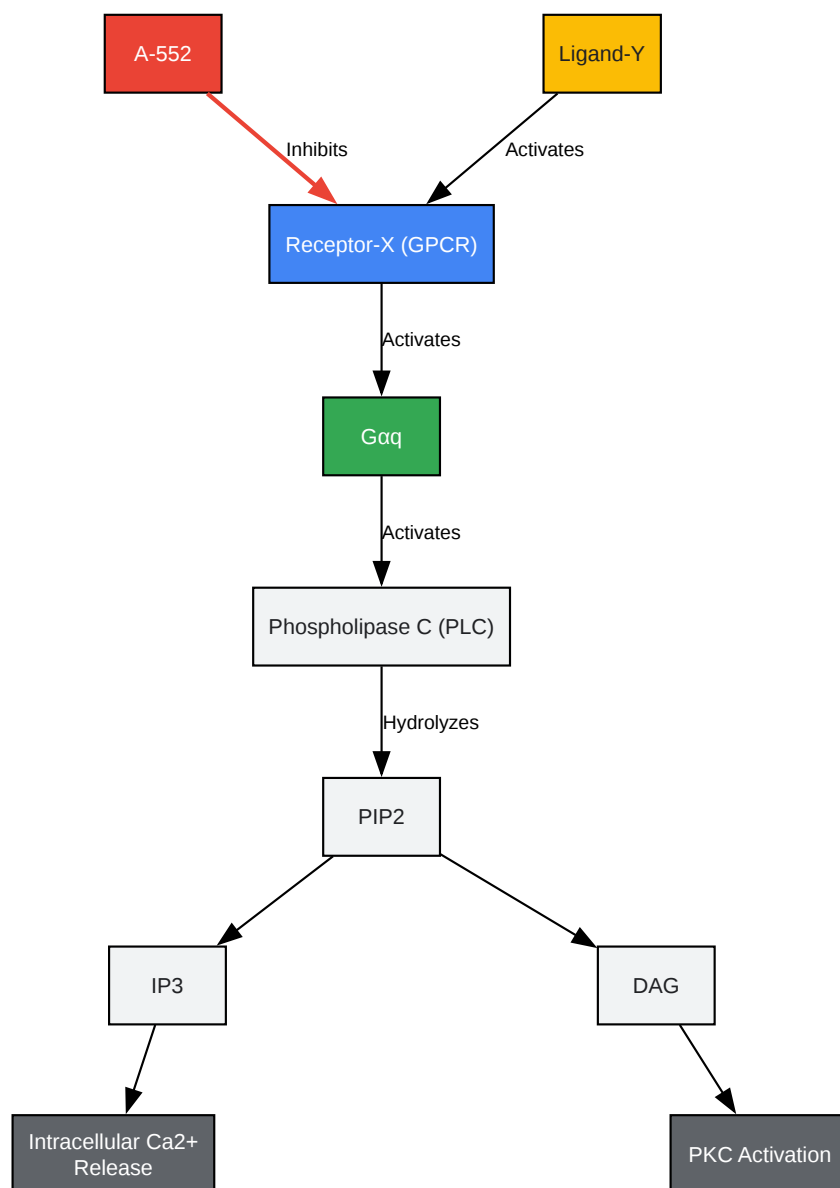 A-552
Ligand-Y
Inhibits
Activates
Receptor-X (GPCR)
Activates
Gαq
Activates
Phospholipase C (PLC)
Hydrolyzes
PIP2
IP3
DAG
Intracellular Ca2+
Release
PKC Activation